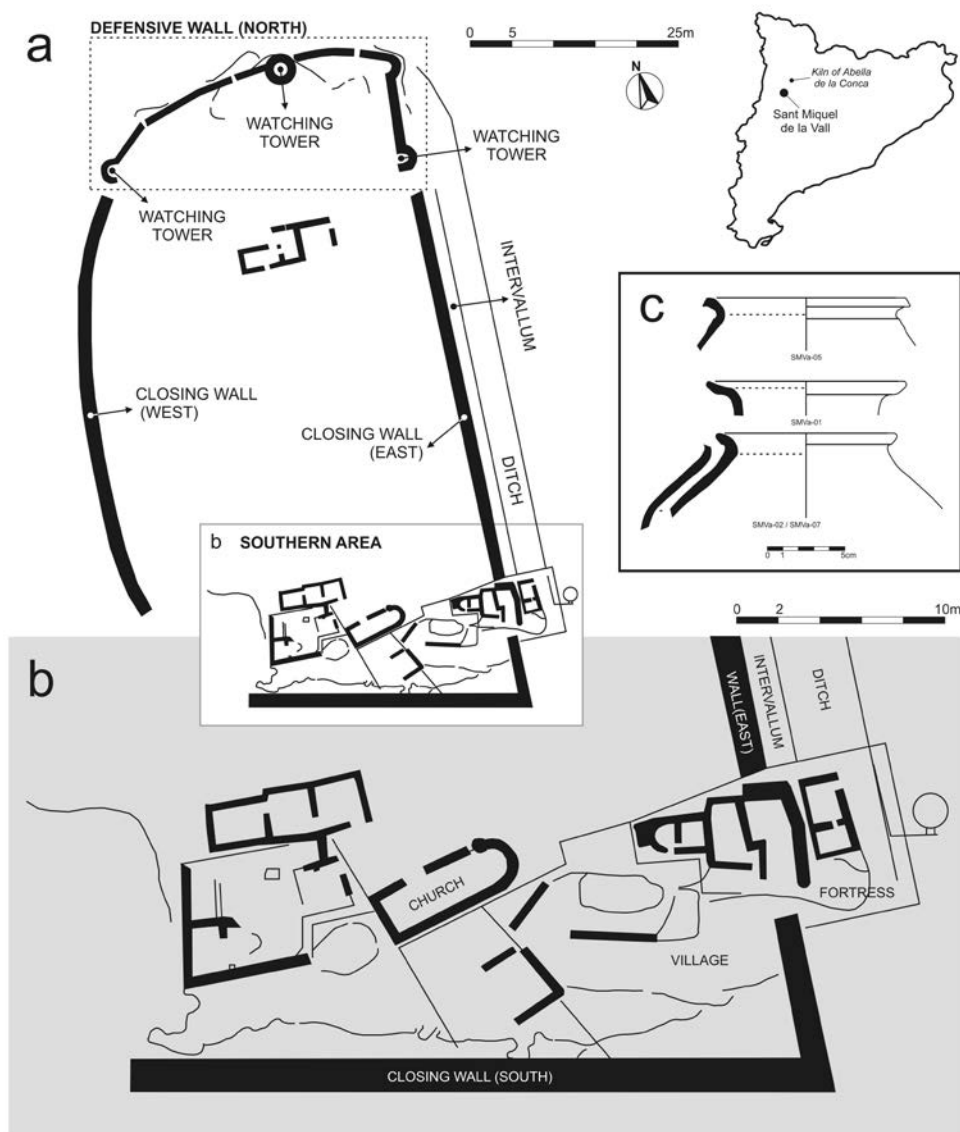 a
DEFENSIVE WALL (NORTH)
WATCHING
TOWER
WATCHING
TOWER
WATCHING
TOWER
0 5 25m
N
Kiln of Abella
de la Conca
Sant Miquel
de la Vall
INTERVALLUM
CLOSING WALL
(WEST)
CLOSING WALL
(EAST)
DITCH
c
SMVa-05
SMVa-01
SMVa-02 / SMVa-07
0 1 5cm
b SOUTHERN AREA
0 2 10m
b
WALL(EAST)
INTERVALLUM
DITCH
CHURCH
FORTRESS
VILLAGE
CLOSING WALL (SOUTH)